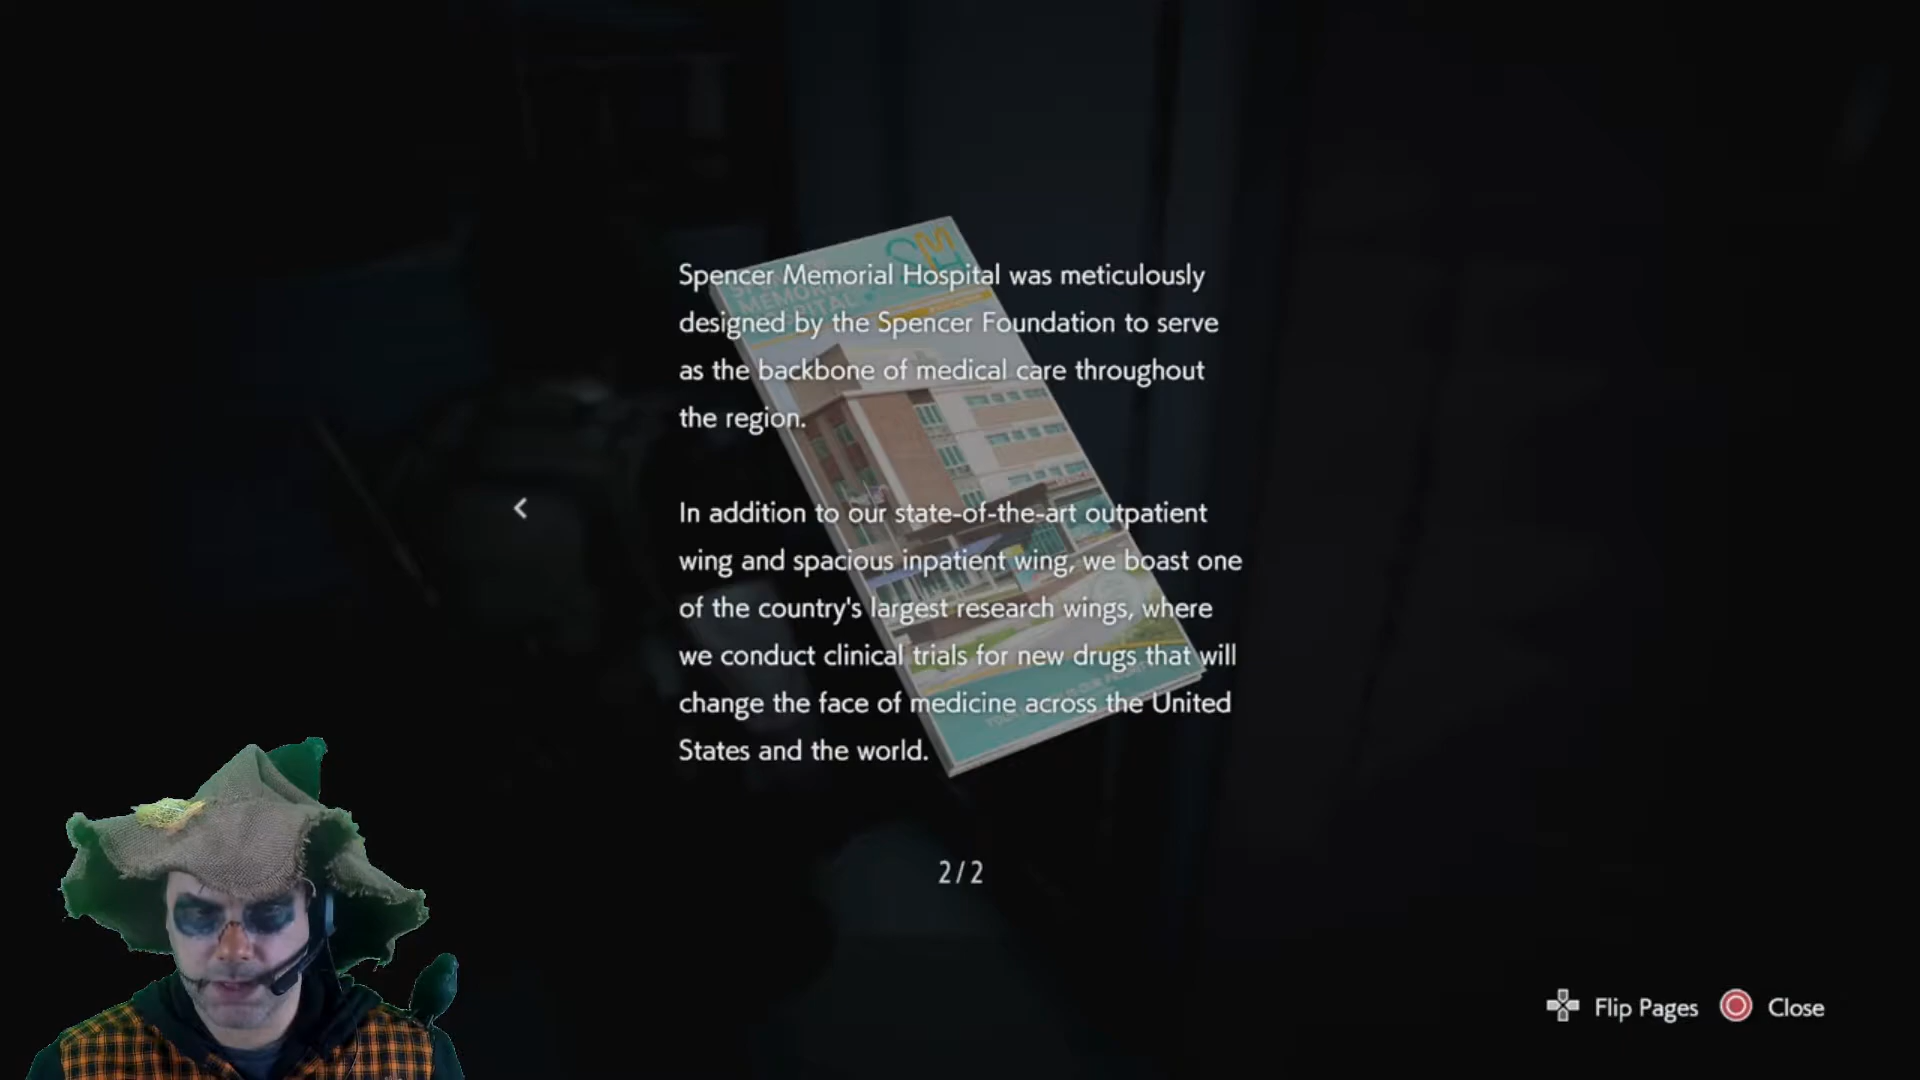 SMH
MEMORIAL
HOSPITAL
Spencer Memorial Hospital was meticulously
designed by the Spencer Foundation to serve
as the backbone of medical care throughout
the region.
In addition to our state-of-the-art outpatient
wing and spacious inpatient wing, we boast one
of the country's largest research wings, where
we conduct clinical trials for new drugs that will
change the face of medicine across the United
States and the world.
2/2
Flip Pages
Close